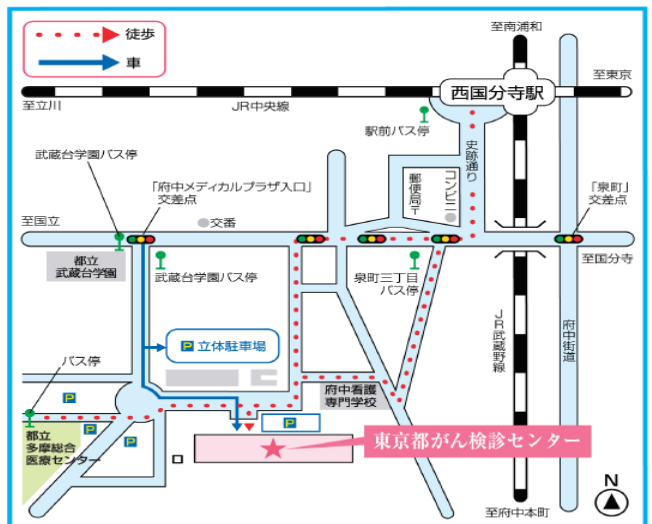 徒歩
車
至南浦和
至東京
西国分寺駅
至立川
JR中央線
駅前バス停
史跡通り
武蔵台学園バス停
郵便局〒
コンビニ
「府中メディカルプラザ入口」
交差点
「泉町」
交差点
至国立
交番
都立
武蔵台学園
武蔵台学園バス停
泉町三丁目
バス停
至国分寺
JR武蔵野線
府中街道
P 立体駐車場
バス停
P
府中看護
専門学校
P
P
P
都立
多摩総合
医療センター
東京都がん検診センター
N
至府中本町